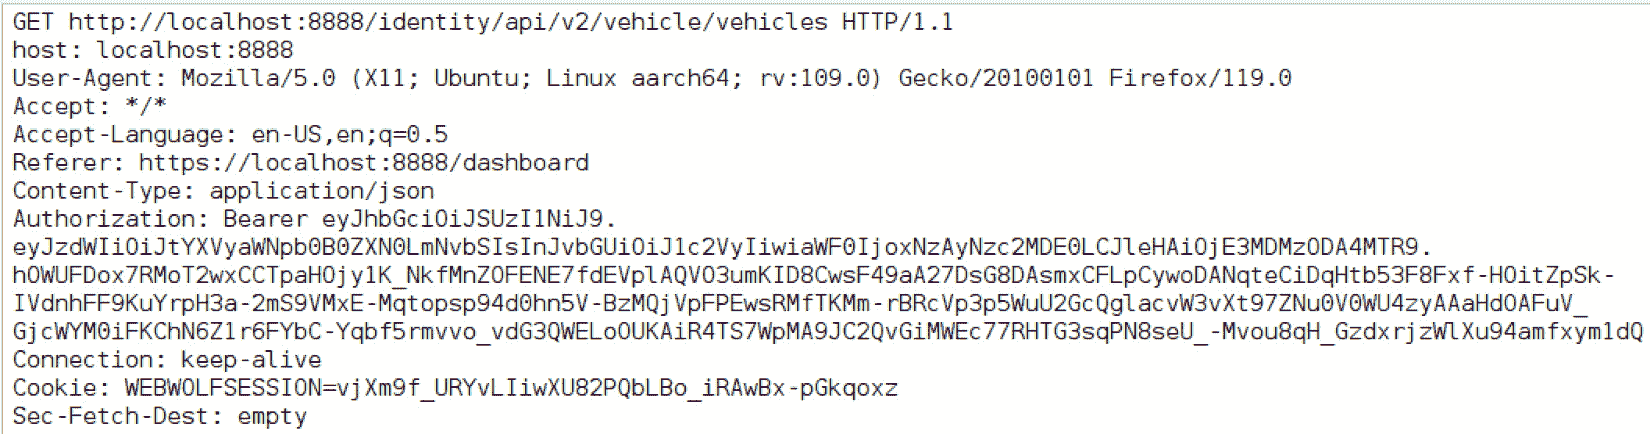 GET http://localhost:8888/identity/api/v2/vehicle/vehicles HTTP/1.1
host: localhost:8888
User-Agent: Mozilla/5.0 (X11; Ubuntu; Linux aarch64; rv:109.0) Gecko/20100101 Firefox/119.0
Accept: */*
Accept-Language: en-US,en;q=0.5
Referer: https://localhost:8888/dashboard
Content-Type: application/json
Authorization: Bearer eyJhbGciOiJSUzI1NiJ9.
eyJzdWIiOiJtYXVyaWNpb0B0ZXN0LmNvbSIsInJvbGUiOiJ1c2VyIiwiaWF0IjoxNzAyNzc2MDE0LCJleHAiOjE3MDMzODA4MTR9.
hOWUFDox7RMoT2wxCCTpaHOjy1K_NkfMnZOFENE7fdEVplAQVO3umKID8CwsF49aA27DsG8DAsmxCFLpCywoDANqteCiDqHtb53F8Fxf-HOitZpSk-
IVdnhFF9KuYrpH3a-2mS9VMxE-Mqtopsp94d0hn5V-BzMQjVpFPEwsRMfTKMm-rBRcVp3p5WuU2GcQglacvW3vXt97ZNu0V0WU4zyAAaHdOAFuV_
GjcWYM0iFKChN6Z1r6FYbC-Yqbf5rmvvo_vdG3QWELoOUKAiR4TS7WpMA9JC2QvGiMWEc77RHTG3sqPN8seU_-Mvou8qH_GzdxrjzWlXu94amfxym1dQ
Connection: keep-alive
Cookie: WEBWOLFSESSION=vjXm9f_URYvLIiwXU82PQbLBo_iRAwBx-pGkqoxz
Sec-Fetch-Dest: empty